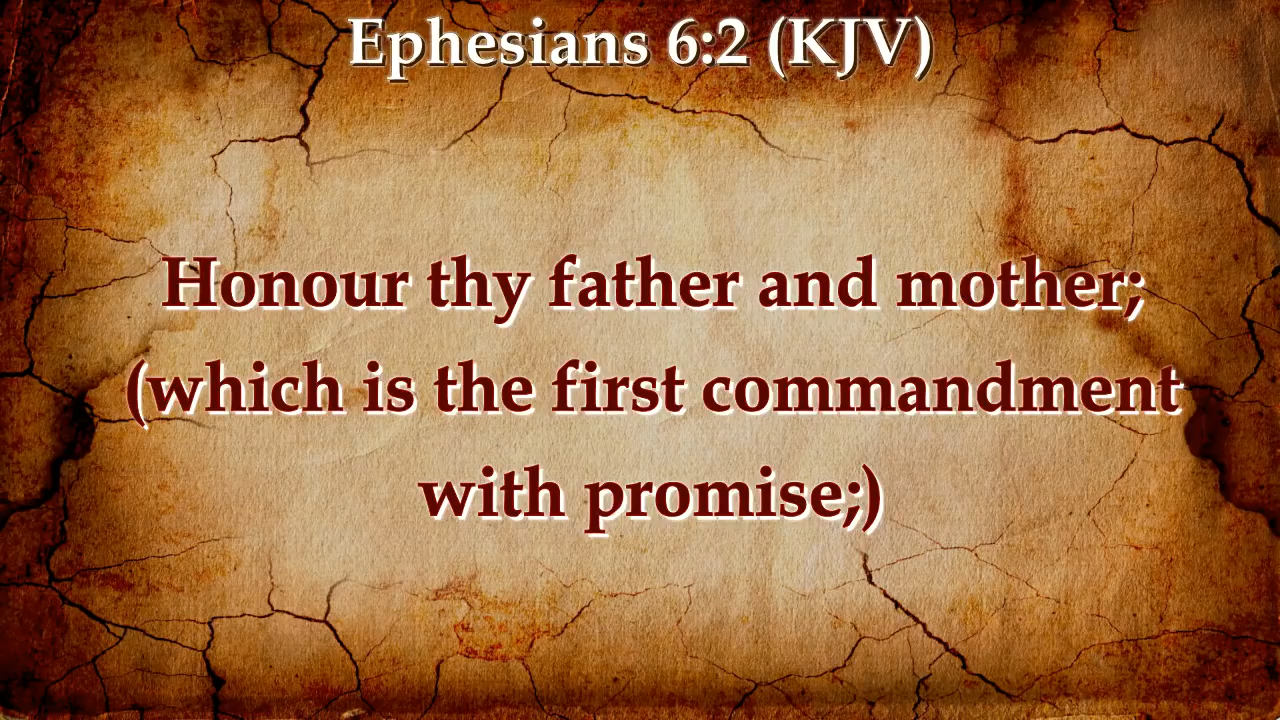 Ephesians 6:2 (KJV)
Honour thy father and mother;
(which is the first commandment
with promise;)